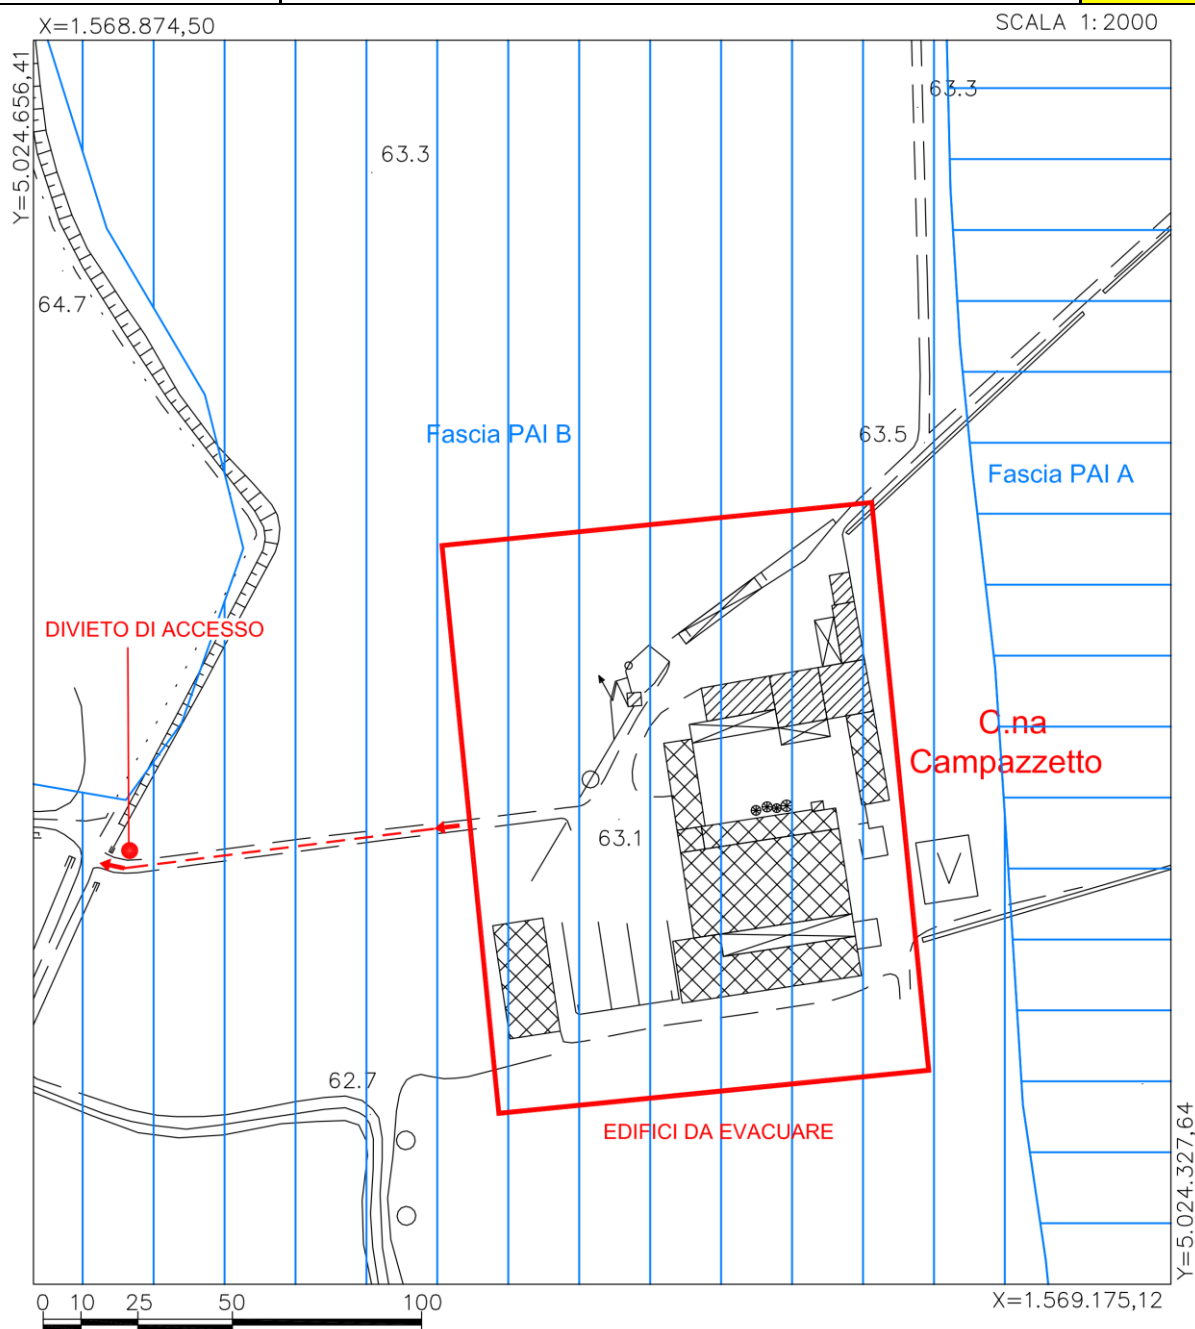 X=1.568.874,50
SCALA 1:2000
Y=5.024.656,41
63.3
63.3
64.7
Fascia PAI B
63.5
Fascia PAI A
DIVIETO DI ACCESSO
C.na
Campazzetto
63.1
V
62.7
EDIFICI DA EVACUARE
Y=5.024.327,64
X=1.569.175,12
0 10 25 50 100